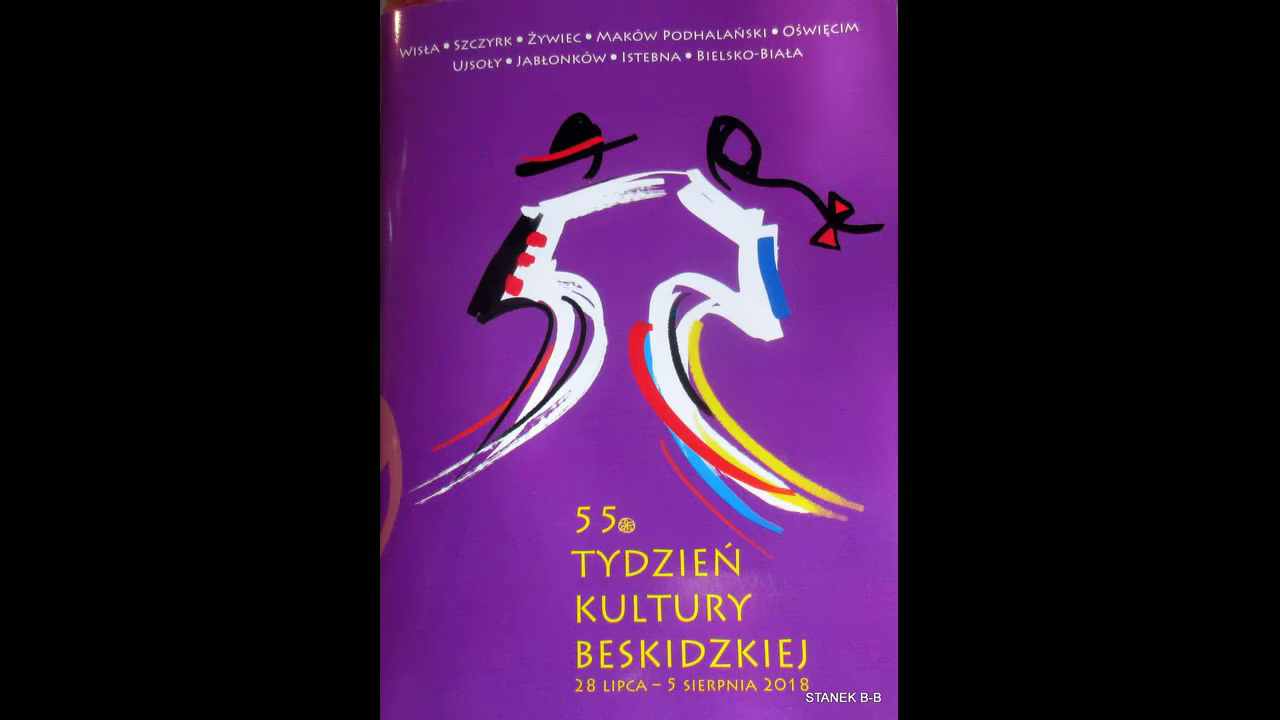 WISŁA • SZCZYRK • ŻYWIEC • MAKÓW PODHALAŃSKI • OŚWIĘCIM
UJSOŁY • JABŁONKÓW • ISTEBNA • BIELSKO-BIAŁA
55.
TYDZIEŃ
KULTURY
BESKIDZKIEJ
28 LIPCA – 5 SIERPNIA 2018
STANEK B-B